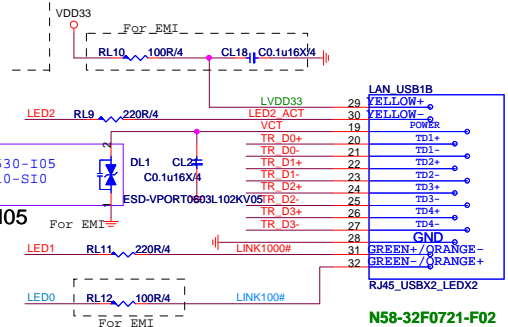 VDD33
For EMI
RL10 100R/4 CL18 C0.1u16X/4
LAN_USB1B
LVDD33 29 YELLOW+
LED2 RL9 220R/4 LED2_ACT 30 YELLOW-
VCT 19 POWER
TR_D0+ 20 TD1+
2 TR_D0- 21 TD1-
530-I05 DL1 CL21 TR_D1+ 22 TD2+
0-SI0 C0.1u16X/4 TR_D1- 23 TD2-
TR_D2+ 24 TD3+
1 ESD-VPORT0603L102KV05 TR_D2- 25 TD3-
I05 TR_D3+ 26 TD4+
For EMI TR_D3- 27 TD4-
28 GND
LED1 RL11 220R/4 LINK1000# 31 GREEN+/ORANGE-
32 GREEN-/ORANGE+
RJ45_USBX2_LEDX2
LED0 RL12 100R/4 LINK100#
N58-32F0721-F02
For EMI